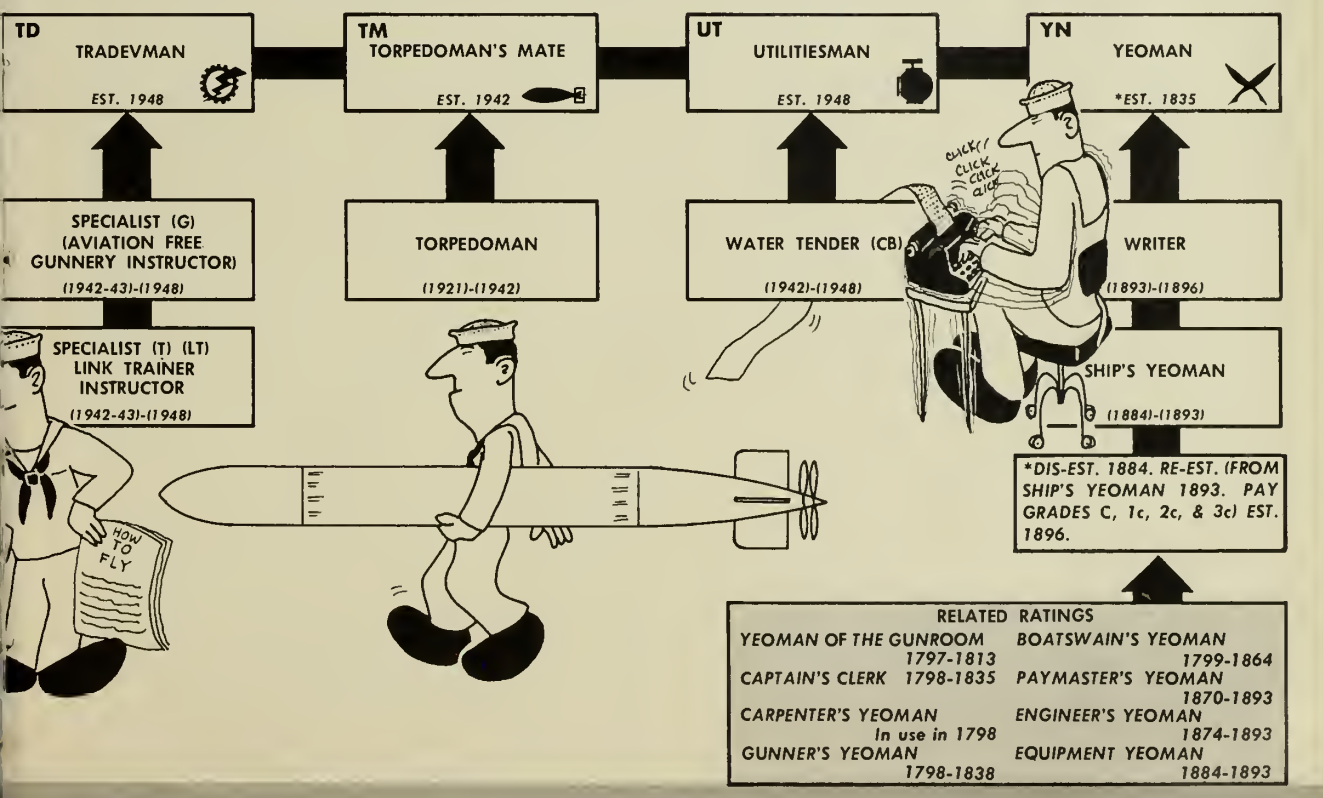 TD
TRADEVMAN
EST. 1948
TM
TORPEDOMAN'S MATE
EST. 1942
UT
UTILITIESMAN
EST. 1948
YN
YEOMAN
*EST. 1835
SPECIALIST (G)
(AVIATION FREE
GUNNERY INSTRUCTOR)
(1942-43)-(1948)
TORPEDOMAN
(1921)-(1942)
WATER TENDER (CB)
(1942)-(1948)
CLICK
CLICK
CLICK
CLICK
WRITER
(1893)-(1896)
SPECIALIST (T) (LT)
LINK TRAINER
INSTRUCTOR
(1942-43)-(1948)
SHIP'S YEOMAN
(1884)-(1893)
HOW
TO
FLY
*DIS-EST. 1884. RE-EST. (FROM
SHIP'S YEOMAN 1893. PAY
GRADES C, 1c, 2c, & 3c) EST.
1896.
RELATED RATINGS
YEOMAN OF THE GUNROOM
1797-1813
CAPTAIN'S CLERK 1798-1835
CARPENTER'S YEOMAN
In use in 1798
GUNNER'S YEOMAN
1798-1838
BOATSWAIN'S YEOMAN
1799-1864
PAYMASTER'S YEOMAN
1870-1893
ENGINEER'S YEOMAN
1874-1893
EQUIPMENT YEOMAN
1884-1893